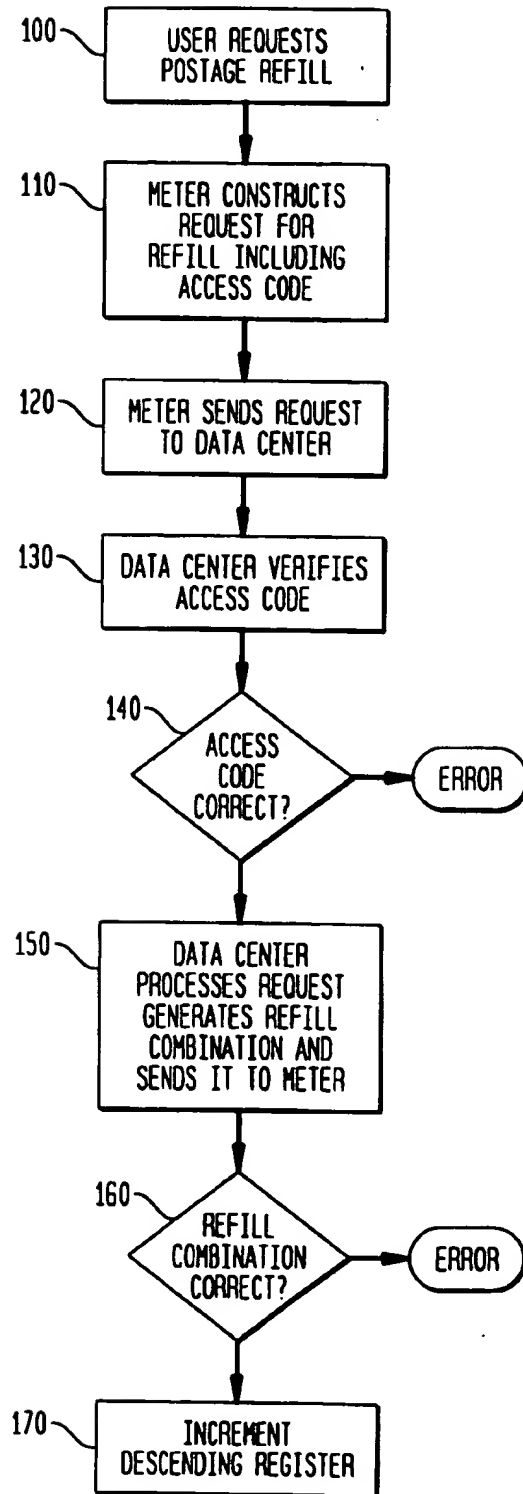 100
USER REQUESTS
POSTAGE REFILL
110
METER CONSTRUCTS
REQUEST FOR
REFILL INCLUDING
ACCESS CODE
120
METER SENDS REQUEST
TO DATA CENTER
130
DATA CENTER VERIFIES
ACCESS CODE
140
ACCESS
CODE
CORRECT?
ERROR
150
DATA CENTER
PROCESSES REQUEST
GENERATES REFILL
COMBINATION AND
SENDS IT TO METER
160
REFILL
COMBINATION
CORRECT?
ERROR
170
INCREMENT
DESCENDING REGISTER